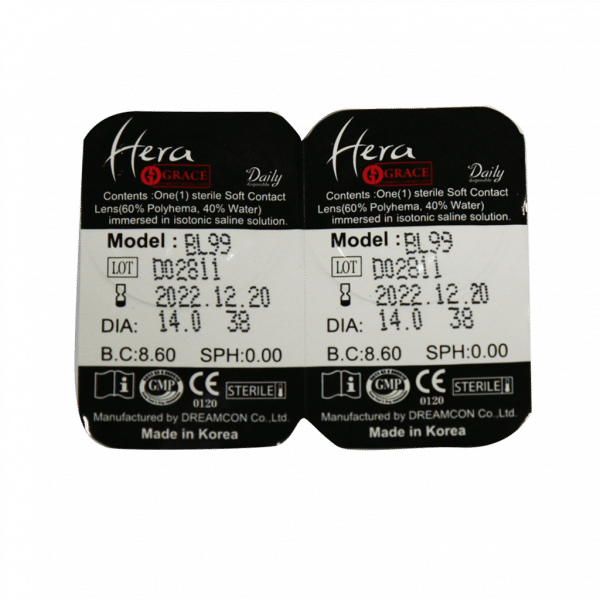 Hera
GRACE
Daily
disposable
Contents :One(1) sterile Soft Contact
Lens(60% Polyhema, 40% Water)
immersed in isotonic saline solution.
Model : BL99
LOT D02811
2022.12.20
DIA: 14.0 38
B.C:8.60 SPH:0.00
i GMP CE 0120 STERILE
Manufactured by DREAMCON Co.,Ltd.
Made in Korea
Hera
GRACE
Daily
disposable
Contents :One(1) sterile Soft Contact
Lens(60% Polyhema, 40% Water)
immersed in isotonic saline solution.
Model : BL99
LOT D02811
2022.12.20
DIA: 14.0 38
B.C:8.60 SPH:0.00
i GMP CE 0120 STERILE
Manufactured by DREAMCON Co.,Ltd.
Made in Korea